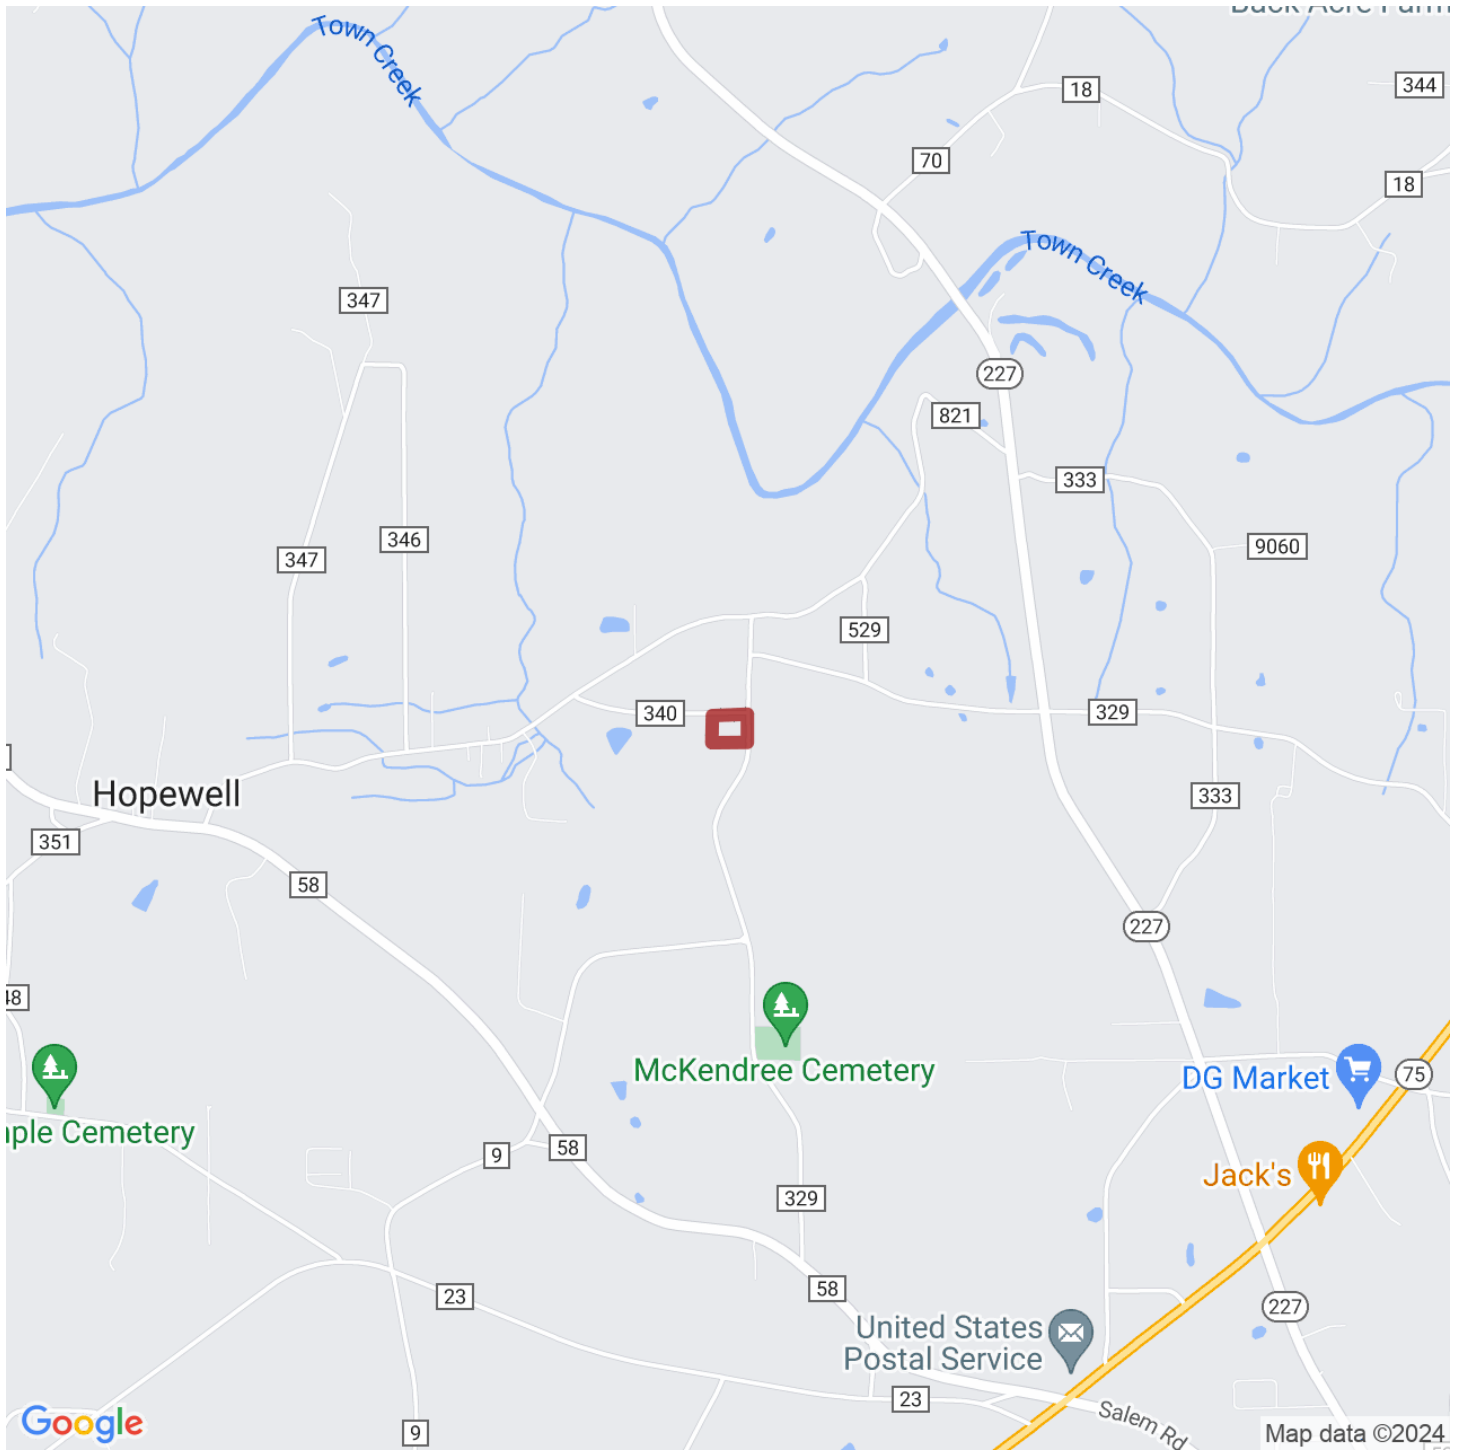 Town Creek
18
344
70
18
Town Creek
347
227
821
333
346
347
9060
529
340
329
Hopewell
333
351
58
227
48
McKendree Cemetery
DG Market
75
Cemetery
Jack's
9
58
329
23
58
227
United States
Postal Service
23
Salem Rd
9
Google
Map data ©2024